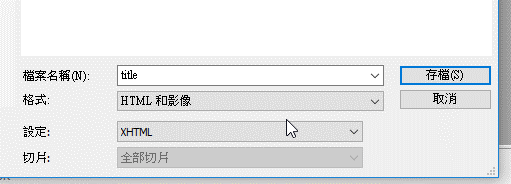 檔案名稱(N): title 存檔(S)
格式: HTML 和影像 取消
設定: XHTML
切片: 全部切片